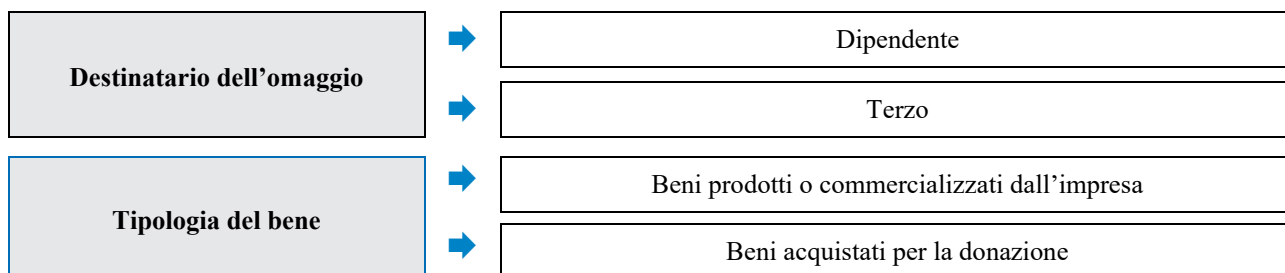 Destinatario dell’omaggio
Dipendente
Terzo
Tipologia del bene
Beni prodotti o commercializzati dall’impresa
Beni acquistati per la donazione